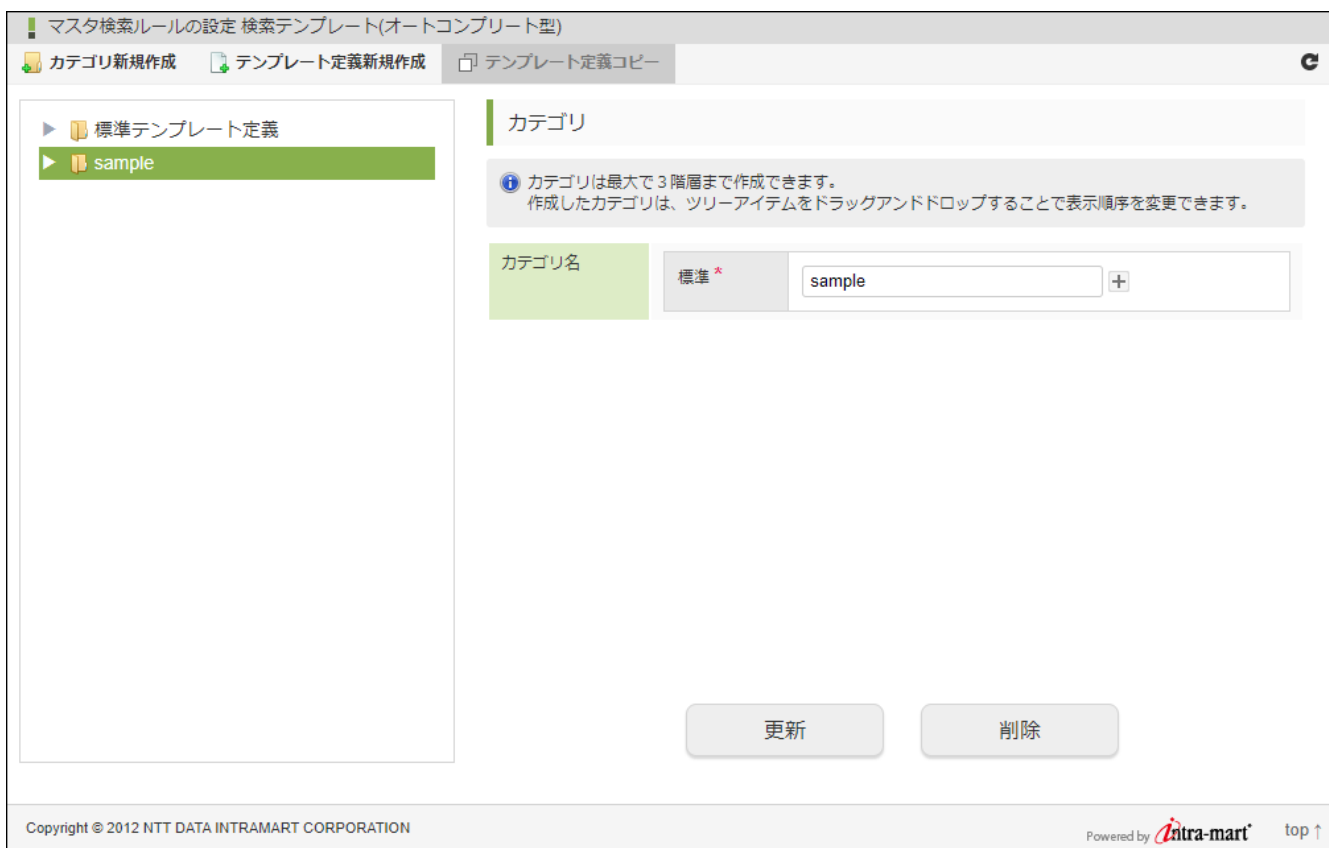 マスタ検索ルールの設定 検索テンプレート(オートコンプリート型)
カテゴリ新規作成 テンプレート定義新規作成 テンプレート定義コピー
標準テンプレート定義
sample
カテゴリ
カテゴリは最大で３階層まで作成できます。
作成したカテゴリは、ツリーアイテムをドラッグアンドドロップすることで表示順序を変更できます。
カテゴリ名
標準 *
sample
更新 削除
Copyright © 2012 NTT DATA INTRAMART CORPORATION
Powered by intra-mart
top ↑